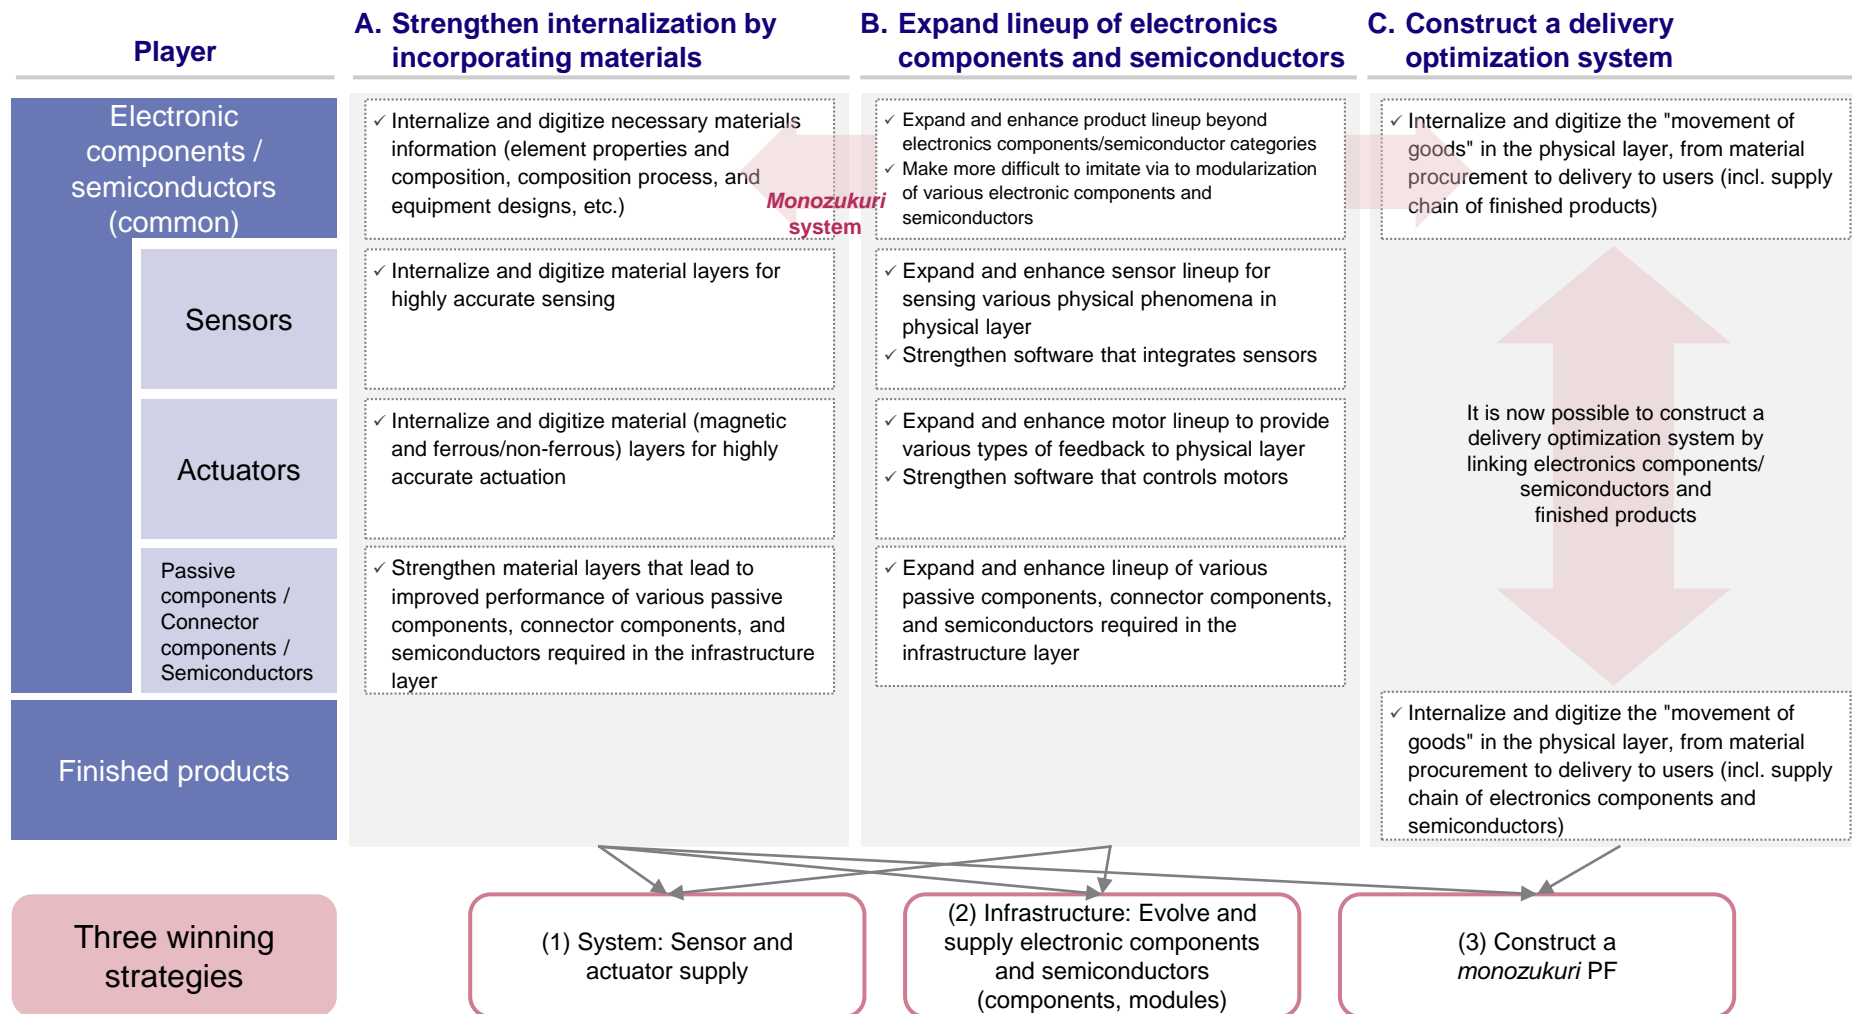 Player
A. Strengthen internalization by
incorporating materials
B. Expand lineup of electronics
components and semiconductors
C. Construct a delivery
optimization system
Electronic
components /
semiconductors
(common)
✓ Internalize and digitize necessary materials
information (element properties and
composition, composition process, and
equipment designs, etc.)
Monozukuri
system
✓ Expand and enhance product lineup beyond
electronics components/semiconductor categories
✓ Make more difficult to imitate via to modularization
of various electronic components and
semiconductors
✓ Internalize and digitize the "movement of
goods" in the physical layer, from material
procurement to delivery to users (incl. supply
chain of finished products)
Sensors
✓ Internalize and digitize material layers for
highly accurate sensing
✓ Expand and enhance sensor lineup for
sensing various physical phenomena in
physical layer
✓ Strengthen software that integrates sensors
Actuators
✓ Internalize and digitize material (magnetic
and ferrous/non-ferrous) layers for highly
accurate actuation
✓ Expand and enhance motor lineup to provide
various types of feedback to physical layer
✓ Strengthen software that controls motors
It is now possible to construct a
delivery optimization system by
linking electronics components/
semiconductors and
finished products
Passive
components /
Connector
components /
Semiconductors
✓ Strengthen material layers that lead to
improved performance of various passive
components, connector components, and
semiconductors required in the infrastructure
layer
✓ Expand and enhance lineup of various
passive components, connector components,
and semiconductors required in the
infrastructure layer
Finished products
✓ Internalize and digitize the "movement of
goods" in the physical layer, from material
procurement to delivery to users (incl. supply
chain of electronics components and
semiconductors)
Three winning
strategies
(1) System: Sensor and
actuator supply
(2) Infrastructure: Evolve and
supply electronic components
and semiconductors
(components, modules)
(3) Construct a
monozukuri PF